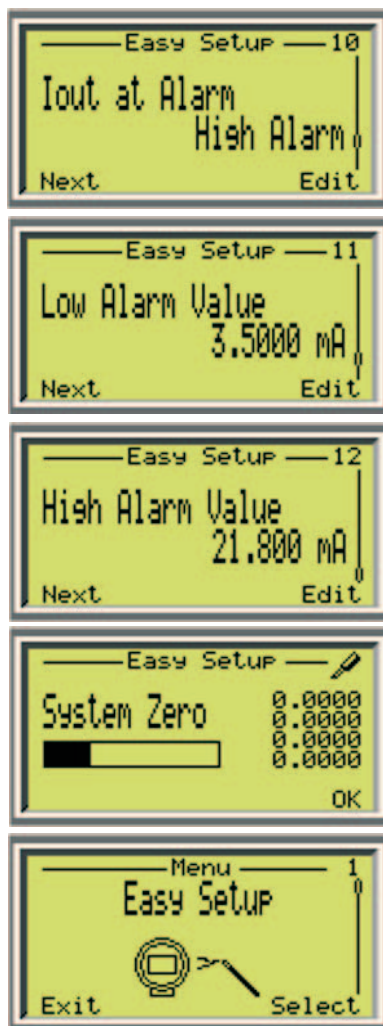 Easy Setup 10
Iout at Alarm
High Alarm
Next Edit
Easy Setup 11
Low Alarm Value
3.5000 mA
Next Edit
Easy Setup 12
High Alarm Value
21.800 mA
Next Edit
Easy Setup
System Zero 0.0000
0.0000
0.0000
0.0000
OK
Menu 1
Easy Setup
Exit Select